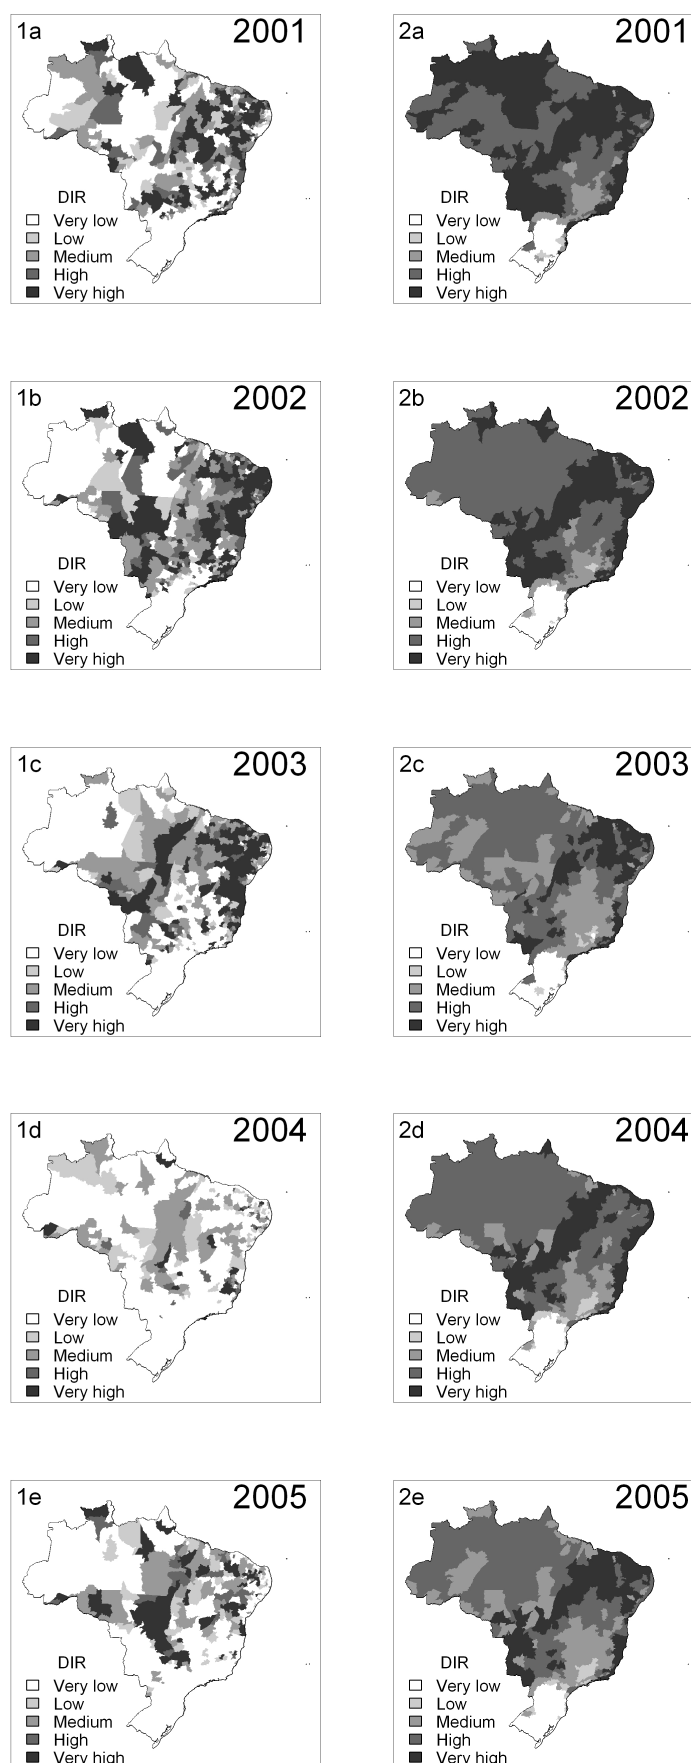 1a 2001
DIR
Very low
Low
Medium
High
Very high
2a 2001
DIR
Very low
Low
Medium
High
Very high
1b 2002
DIR
Very low
Low
Medium
High
Very high
2b 2002
DIR
Very low
Low
Medium
High
Very high
1c 2003
DIR
Very low
Low
Medium
High
Very high
2c 2003
DIR
Very low
Low
Medium
High
Very high
1d 2004
DIR
Very low
Low
Medium
High
Very high
2d 2004
DIR
Very low
Low
Medium
High
Very high
1e 2005
DIR
Very low
Low
Medium
High
Very high
2e 2005
DIR
Very low
Low
Medium
High
Very high